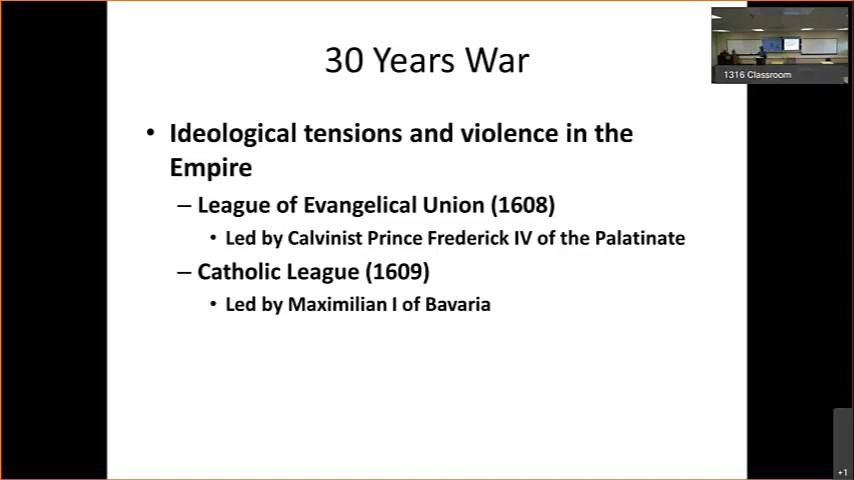 30 Years War
1316 Classroom
• Ideological tensions and violence in the
Empire
– League of Evangelical Union (1608)
• Led by Calvinist Prince Frederick IV of the Palatinate
– Catholic League (1609)
• Led by Maximilian I of Bavaria
+1